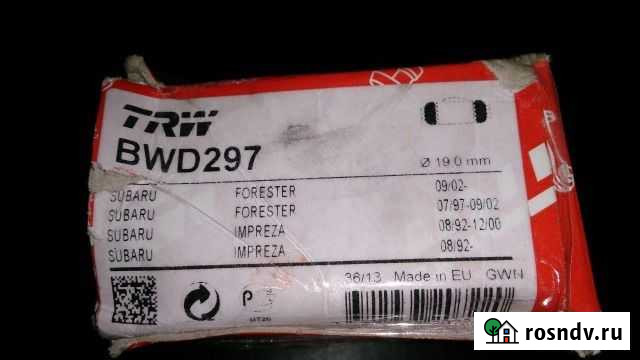 TRW
BWD297
Ø 19.0 mm
SUBARU FORESTER 09/02-
SUBARU FORESTER 07/97-09/02
SUBARU IMPREZA 08/92-12/00
SUBARU IMPREZA 08/92-
36/13 Made in EU GWN
P
rosndv.ru